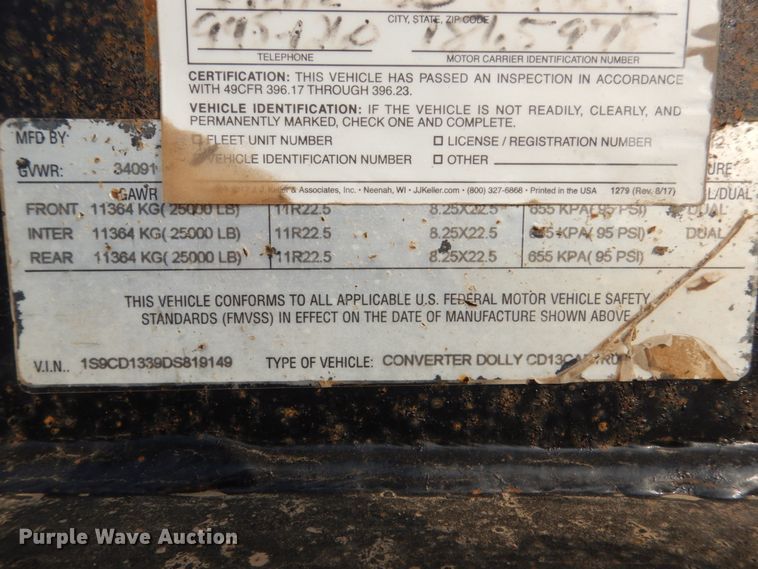 CITY, STATE, ZIP CODE
TELEPHONE MOTOR CARRIER IDENTIFICATION NUMBER
CERTIFICATION: THIS VEHICLE HAS PASSED AN INSPECTION IN ACCORDANCE
WITH 49CFR 396.17 THROUGH 396.23.
VEHICLE IDENTIFICATION: IF THE VEHICLE IS NOT READILY, CLEARLY, AND
PERMANENTLY MARKED, CHECK ONE AND COMPLETE.
FLEET UNIT NUMBER □ LICENSE / REGISTRATION NUMBER
VEHICLE IDENTIFICATION NUMBER □ OTHER
& Associates, Inc. • Neenah, WI • JJKeller.com • (800) 327-6868 • Printed in the USA 1279 (Rev. 8/17)
MFD BY
GVWR: 34091
GAWR /DUAL
FRONT 11364 KG( 25000 LB) 11R22.5 8.25X22.5 655 KPA( 95 PSI) DUAL
INTER 11364 KG( 25000 LB) 11R22.5 8.25X22.5 655 KPA( 95 PSI) DUAL
REAR 11364 KG( 25000 LB) 11R22.5 8.25X22.5 655 KPA( 95 PSI)
THIS VEHICLE CONFORMS TO ALL APPLICABLE U.S. FEDERAL MOTOR VEHICLE SAFETY
STANDARDS (FMVSS) IN EFFECT ON THE DATE OF MANUFACTURE SHOWN ABOVE
V.I.N.. 1S9CD1339DS819149 TYPE OF VEHICLE: CONVERTER DOLLY
Purple Wave Auction